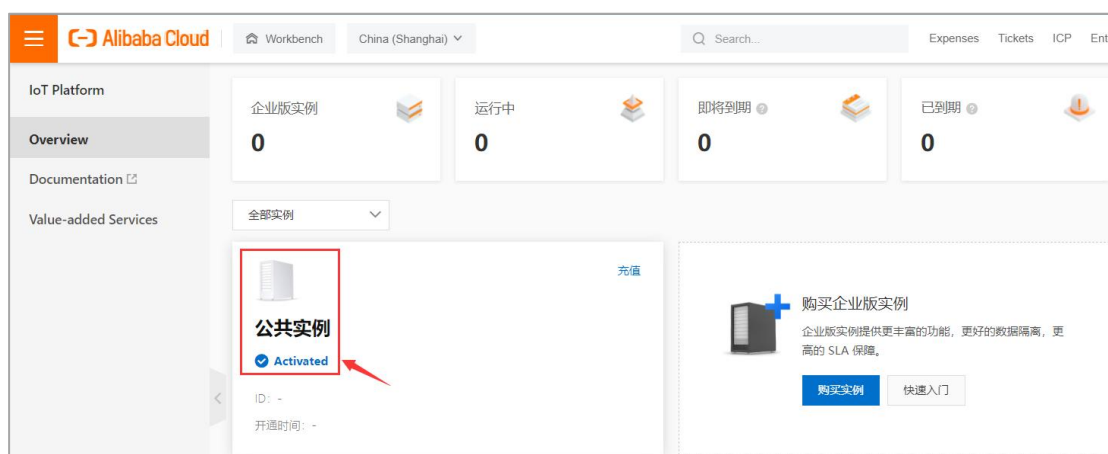 Alibaba Cloud
Workbench
China (Shanghai)
Search...
Expenses
Tickets
ICP
Ent
IoT Platform
Overview
Documentation
Value-added Services
企业版实例
0
运行中
0
即将到期
0
已到期
0
全部实例
充值
公共实例
Activated
ID: -
开通时间: -
购买企业版实例
企业版实例提供更丰富的功能，更好的数据隔离，更
高的 SLA 保障。
购买实例
快速入门